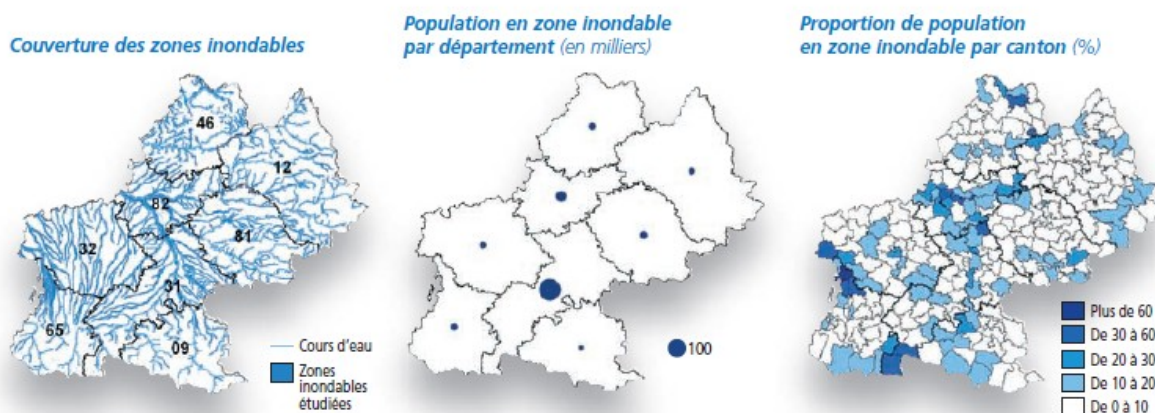 Couverture des zones inondables
46
12
82
81
32
31
65
09
Cours d'eau
Zones
inondables
étudiées
Population en zone inondable
par département (en milliers)
100
Proportion de population
en zone inondable par canton (%)
Plus de 60
De 30 à 60
De 20 à 30
De 10 à 20
De 0 à 10